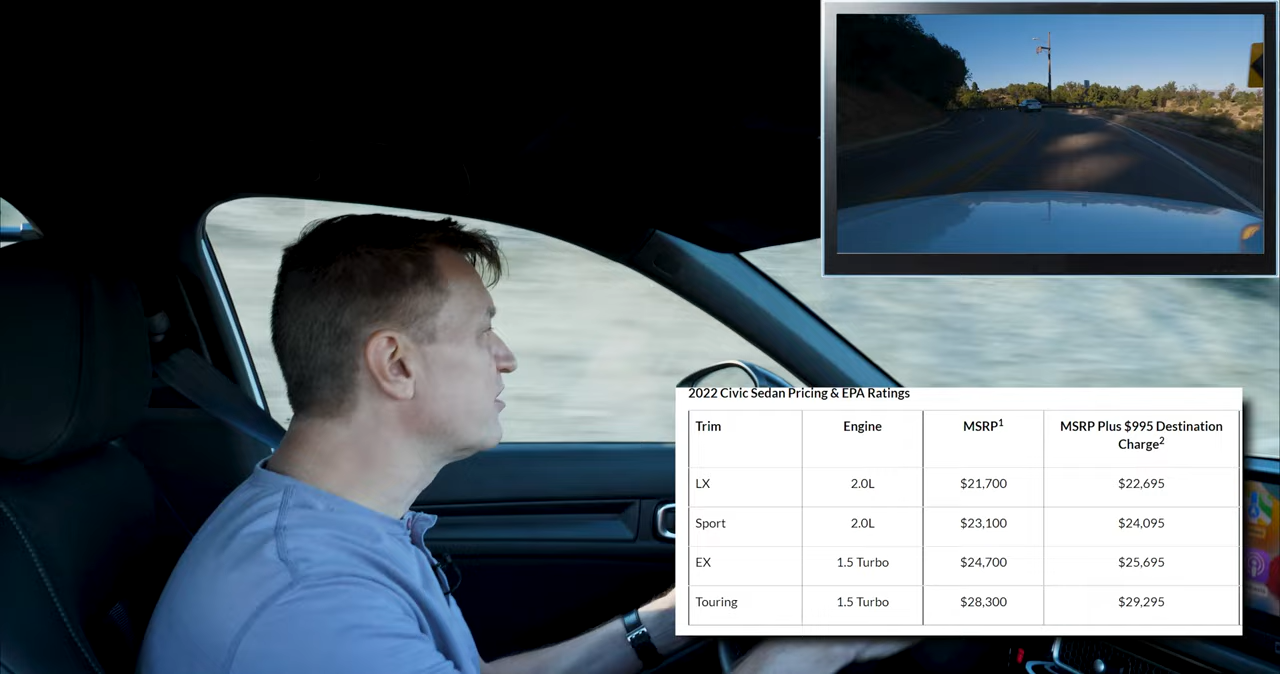 2022 Civic Sedan Pricing & EPA Ratings
Trim Engine MSRP1 MSRP Plus $995 Destination
Charge2
LX 2.0L $21,700 $22,695
Sport 2.0L $23,100 $24,095
EX 1.5 Turbo $24,700 $25,695
Touring 1.5 Turbo $28,300 $29,295